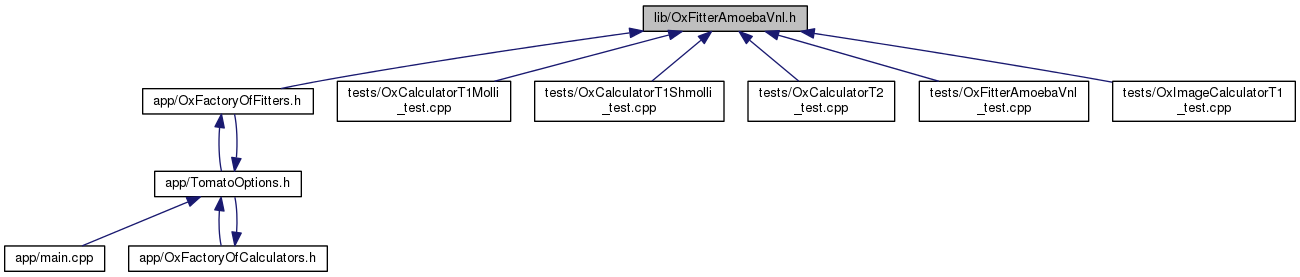 lib/OxFitterAmoebaVnl.h
app/OxFactoryOfFitters.h
tests/OxCalculatorT1Molli
_test.cpp
tests/OxCalculatorT1Shmolli
_test.cpp
tests/OxCalculatorT2
_test.cpp
tests/OxFitterAmoebaVnl
_test.cpp
tests/OxImageCalculatorT1
_test.cpp
app/TomatoOptions.h
app/main.cpp
app/OxFactoryOfCalculators.h